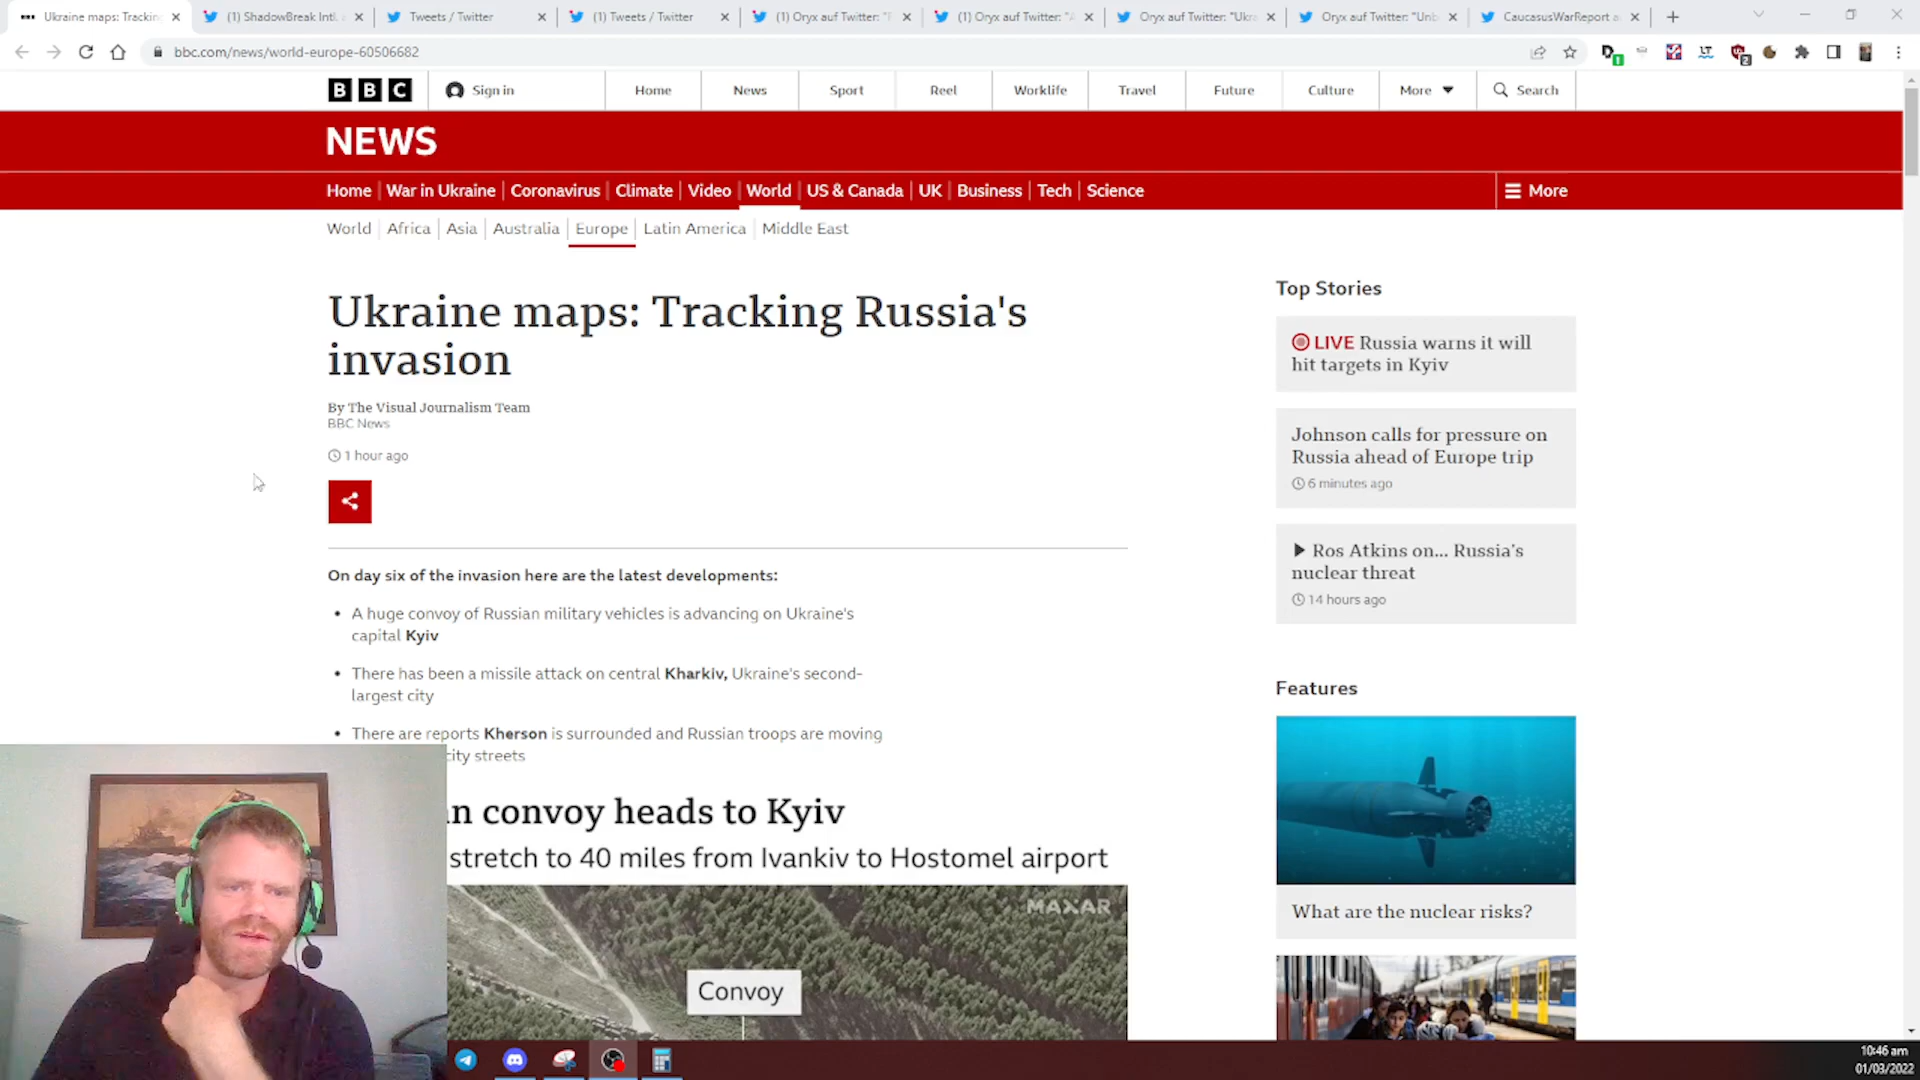 Ukraine maps: Trackin
(1) ShadowBreak Intl.
Tweets / Twitter
(1) Tweets / Twitter
(1) Oryx auf Twitter: "
(1) Oryx auf Twitter: "
Oryx auf Twitter: "Ukr
Oryx auf Twitter: "Unb
CaucasusWarReport a
bbc.com/news/world-europe-60506682
BBC
Sign in
Home
News
Sport
Reel
Worklife
Travel
Future
Culture
More
Search
NEWS
Home
War in Ukraine
Coronavirus
Climate
Video
World
US & Canada
UK
Business
Tech
Science
More
World
Africa
Asia
Australia
Europe
Latin America
Middle East
Ukraine maps: Tracking Russia's
invasion
By The Visual Journalism Team
BBC News
1 hour ago
On day six of the invasion here are the latest developments:
• A huge convoy of Russian military vehicles is advancing on Ukraine's
capital Kyiv
• There has been a missile attack on central Kharkiv, Ukraine's second-
largest city
• There are reports Kherson is surrounded and Russian troops are moving
city streets
n convoy heads to Kyiv
stretch to 40 miles from Ivankiv to Hostomel airport
MAXAR
Convoy
Top Stories
LIVE Russia warns it will
hit targets in Kyiv
Johnson calls for pressure on
Russia ahead of Europe trip
6 minutes ago
Ros Atkins on... Russia's
nuclear threat
14 hours ago
Features
What are the nuclear risks?
10:46 am
01/03/2022